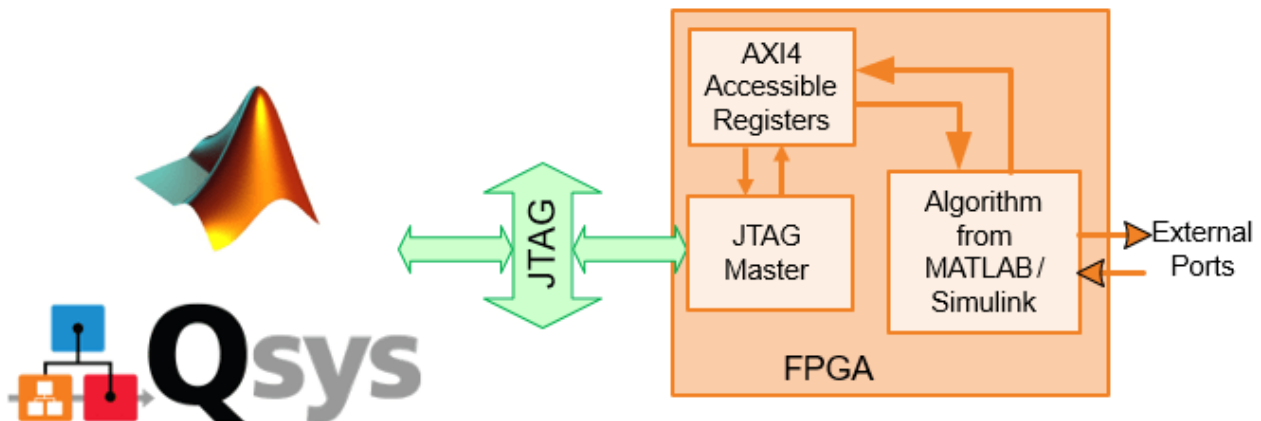 AXI4
Accessible
Registers
JTAG
JTAG
Master
Algorithm
from
MATLAB/
Simulink
External
Ports
FPGA
Qsys